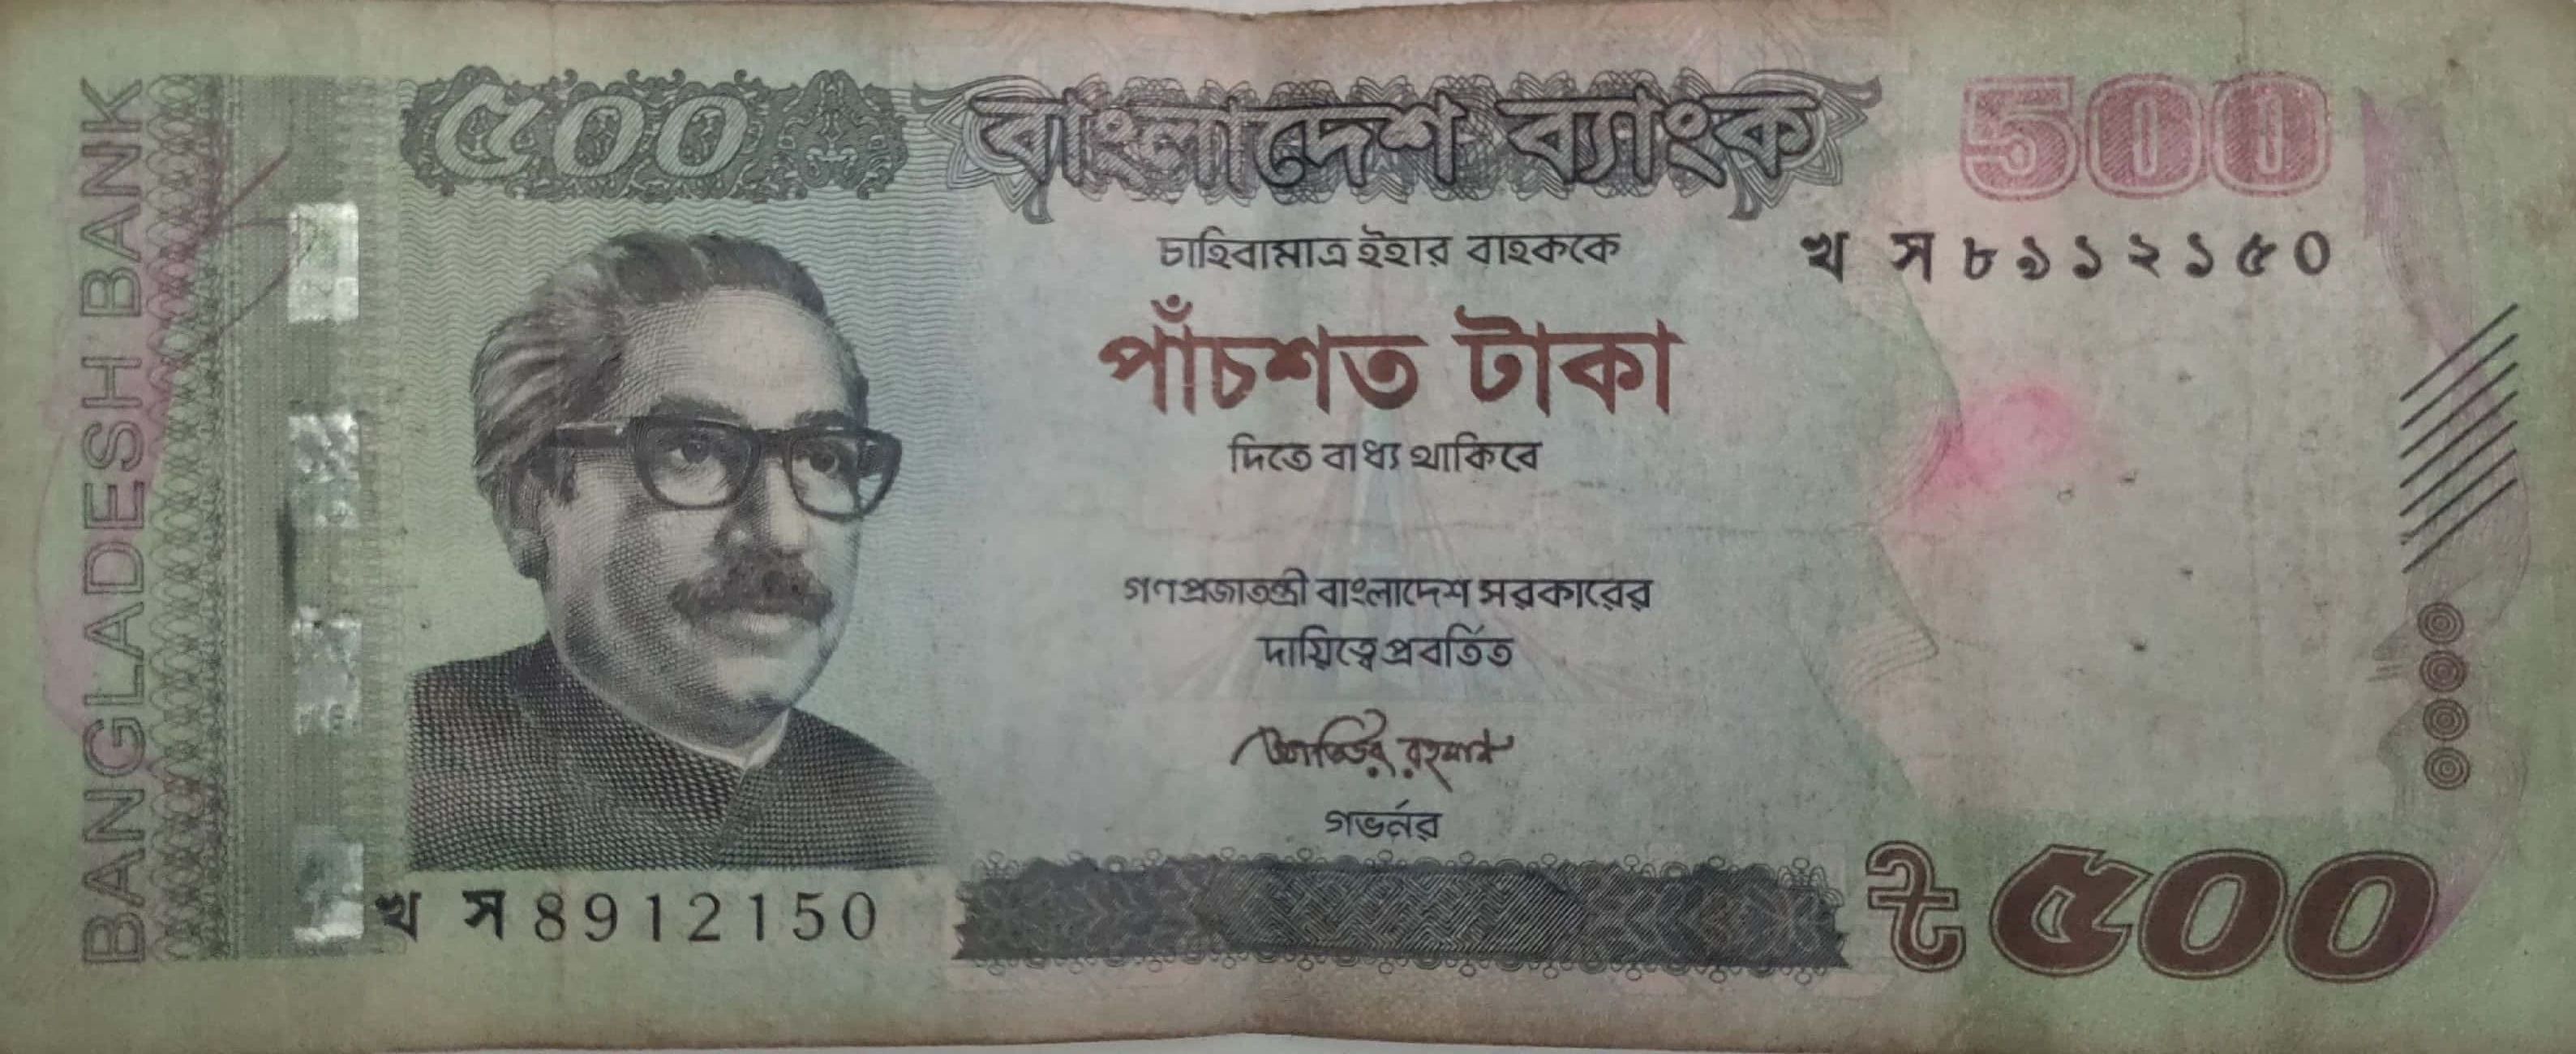 BANGLADESH BANK
৫০০
বাংলাদেশ ব্যাংক
500
চাহিবামাত্র ইহার বাহককে
খ স ৮৯১২১৫০
পাঁচশত টাকা
দিতে বাধ্য থাকিবে
গণপ্রজাতন্ত্রী বাংলাদেশ সরকারের
দায়িত্বে প্রবর্তিত
আতিউর রহমান
গভর্নর
খ স 8912150
৳ ৫০০